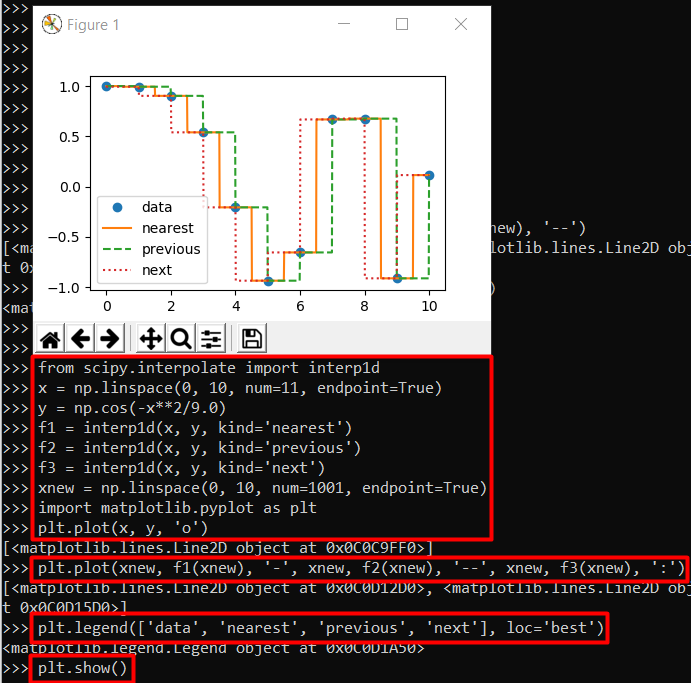 >>>
>>>
>>>
>>>
>>>
>>>
>>>
>>>
>>>
>>>
>>>
>>> new), '--')
[<ma plotlib.lines.Line2D obj
t 0x
>>> )
<mat
>>>
>>>
Figure 1
1.0
0.5
0.0
−0.5
−1.0
data
nearest
previous
next
0 2 4 6 8 10
>>> from scipy.interpolate import interp1d
>>> x = np.linspace(0, 10, num=11, endpoint=True)
>>> y = np.cos(-x**2/9.0)
>>> f1 = interp1d(x, y, kind='nearest')
>>> f2 = interp1d(x, y, kind='previous')
>>> f3 = interp1d(x, y, kind='next')
>>> xnew = np.linspace(0, 10, num=1001, endpoint=True)
>>> import matplotlib.pyplot as plt
>>> plt.plot(x, y, 'o')
[<matplotlib.lines.Line2D object at 0x0C0C9FF0>]
>>> plt.plot(xnew, f1(xnew), '-', xnew, f2(xnew), '--', xnew, f3(xnew), ':')
[<matplotlib.lines.Line2D object at 0x0C0D12D0>, <matplotlib.lines.Line2D obj
t 0x0C0D15D0>]
>>> plt.legend(['data', 'nearest', 'previous', 'next'], loc='best')
<matplotlib.legend.Legend object at 0x0C0D1A50>
>>> plt.show()